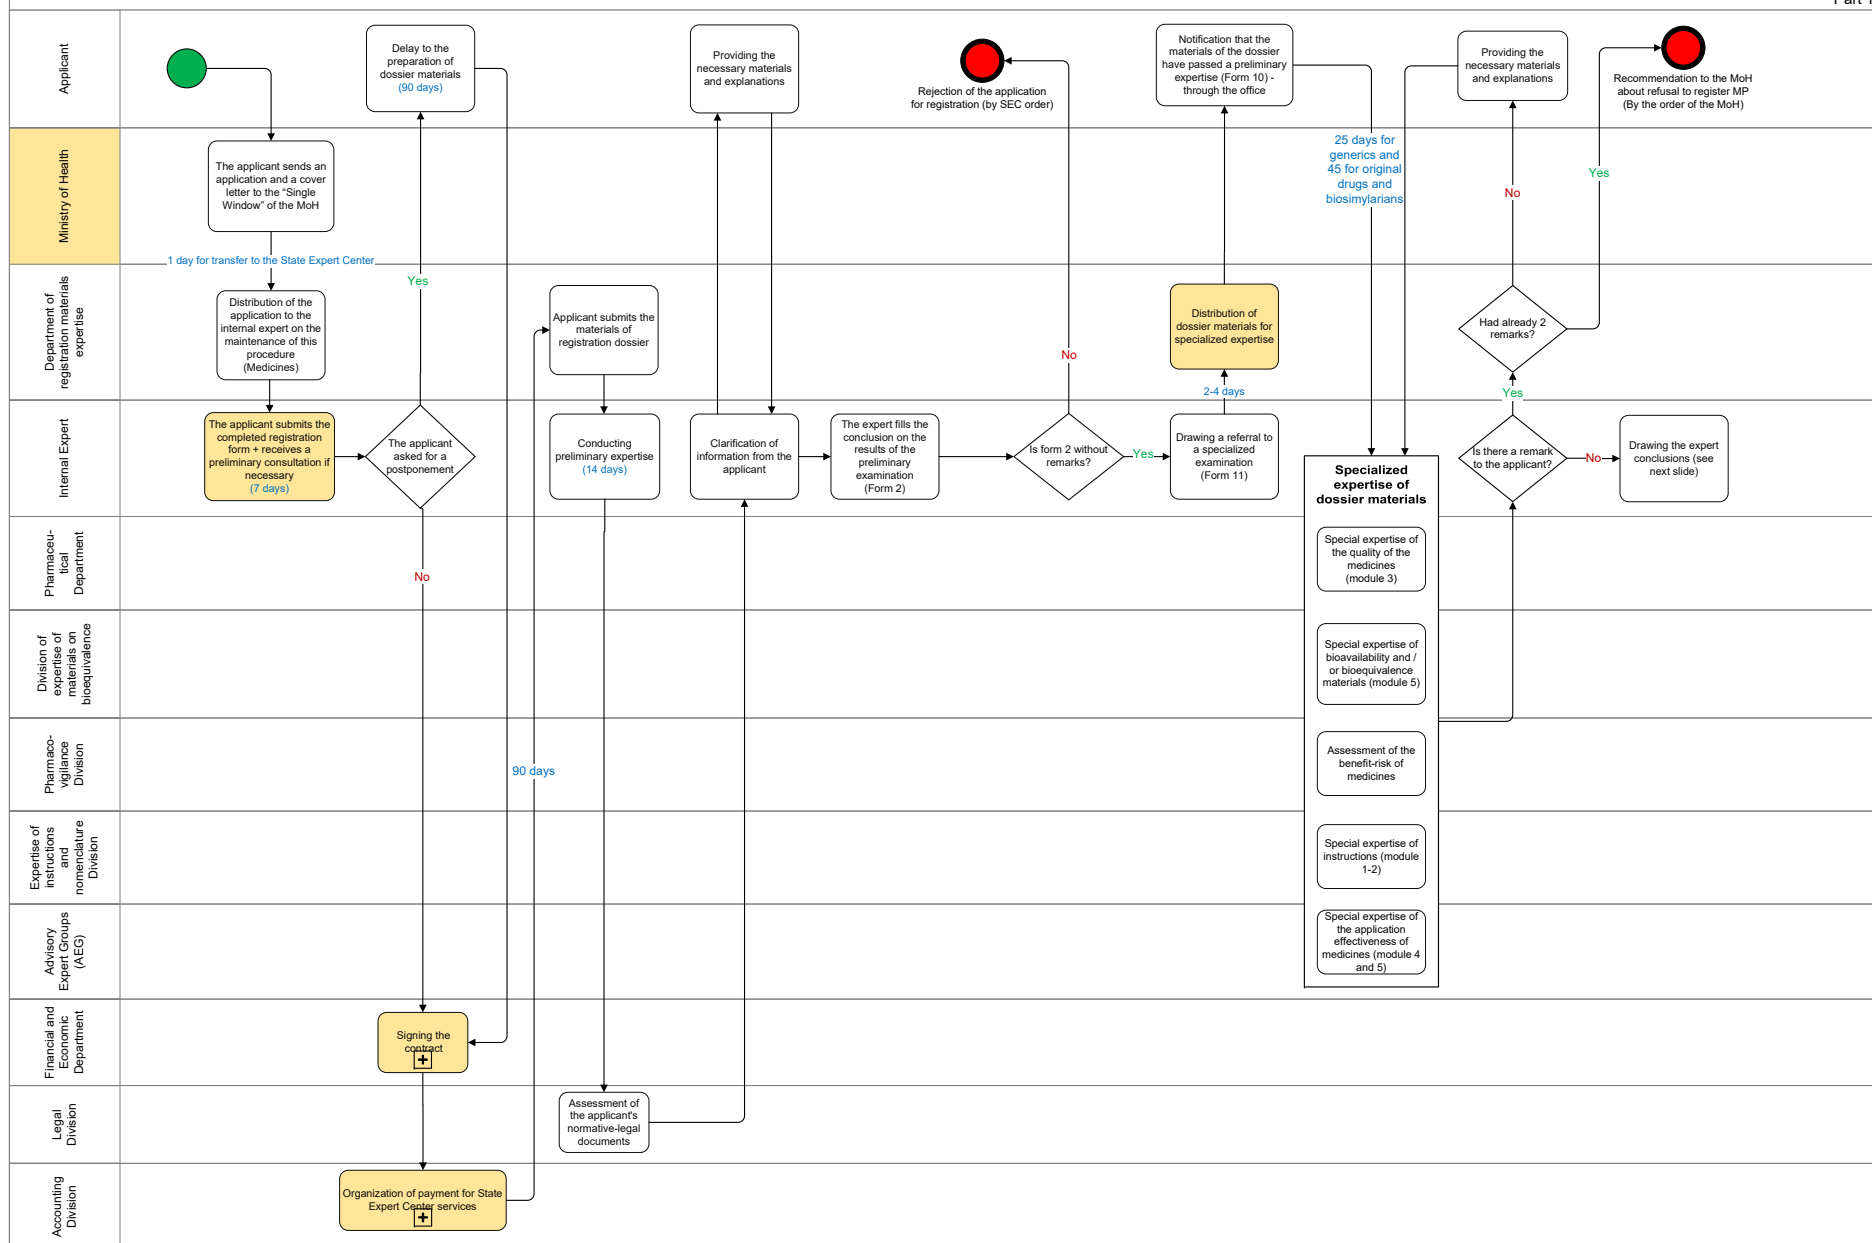 Part 1
Applicant
Ministry of Health
Department of
registration materials
expertise
Internal Expert
Pharmaceu-
tical
Department
Division of
expertise of
materials on
bioequivalence
Pharmaco-
vigilance
Division
Expertise of
instructions
and
nomenclature
Division
Advisory
Expert Groups
(AEG)
Financial and
Economic
Department
Legal
Division
Accounting
Division
The applicant sends an
application and a cover
letter to the “Single
Window” of the MoH
1 day for transfer to the State Expert Center
Distribution of the
application to the
internal expert on the
maintenance of this
procedure
(Medicines)
The applicant submits the
completed registration
form + receives a
preliminary consultation if
necessary
(7 days)
The applicant
asked for a
postponement
Yes
No
Delay to the
preparation of
dossier materials
(90 days)
Signing the
contract
Organization of payment for State
Expert Center services
90 days
Applicant submits the
materials of
registration dossier
Conducting
preliminary expertise
(14 days)
Assessment of
the applicant's
normative-legal
documents
Clarification of
information from the
applicant
Providing the
necessary materials
and explanations
The expert fills the
conclusion on the
results of the
preliminary
examination
(Form 2)
Is form 2 without
remarks?
No
Rejection of the application
for registration (by SEC order)
Yes
Drawing a referral to
a specialized
examination
(Form 11)
2-4 days
Distribution of
dossier materials for
specialized expertise
Notification that the
materials of the dossier
have passed a preliminary
expertise (Form 10) -
through the office
25 days for
generics and
45 for original
drugs and
biosimylarians
Specialized
expertise of
dossier materials
Special expertise of
the quality of the
medicines
(module 3)
Special expertise of
bioavailability and /
or bioequivalence
materials (module 5)
Assessment of the
benefit-risk of
medicines
Special expertise of
instructions (module
1-2)
Special expertise of
the application
effectiveness of
medicines (module 4
and 5)
Is there a remark
to the applicant?
No
Drawing the expert
conclusions (see
next slide)
Yes
Had already 2
remarks?
No
Providing the
necessary materials
and explanations
Yes
Recommendation to the MoH
about refusal to register MP
(By the order of the MoH)